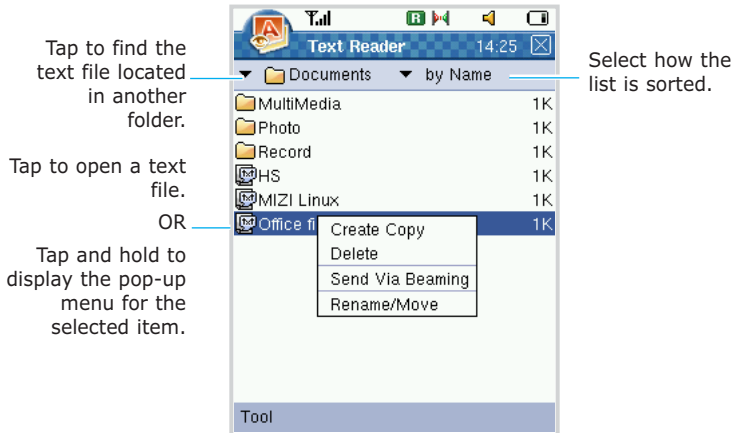 Tap to find the
text file located
in another
folder.
Tap to open a text
file.
OR
Tap and hold to
display the pop-up
menu for the
selected item.
R
Text Reader 14:25
Documents by Name
MultiMedia 1K
Photo 1K
Record 1K
HS 1K
MIZI Linux 1K
Office fi 1K
Create Copy
Delete
Send Via Beaming
Rename/Move
Tool
Select how the
list is sorted.